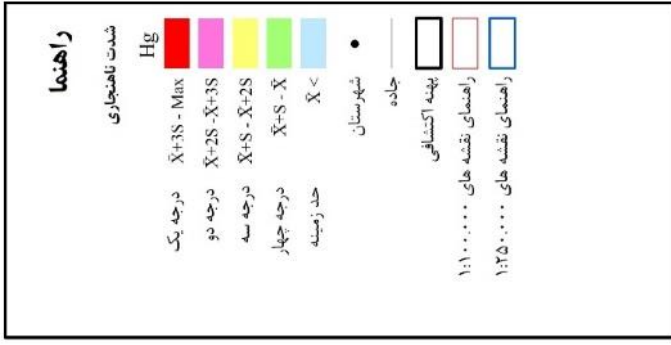 راهنما
شدت ناهنجاری
Hg
درجه یک X̄+3S - Max
درجه دو X̄+2S -X̄+3S
درجه سه X̄+S - X̄+2S
درجه چهار X̄+S - X̄
حد زمینه X̄ >
شهرستان
جاده
پهنه اکتشافی
راهنمای نقشه های ۱:۱۰۰.۰۰۰
راهنمای نقشه های ۱:۲۵۰.۰۰۰